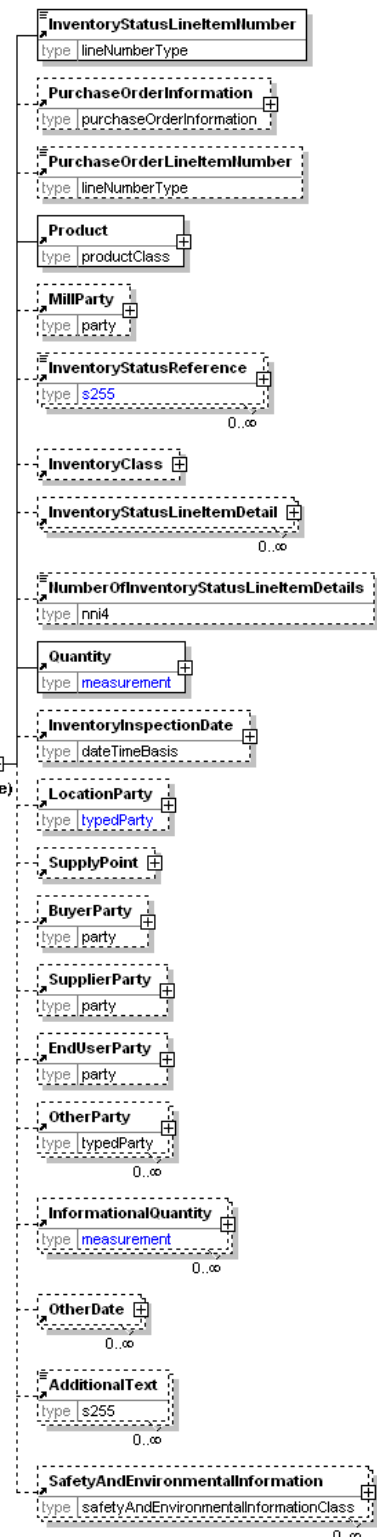 InventoryStatusLineItemNumber
type lineNumberType
PurchaseOrderInformation
type purchaseOrderInformation
PurchaseOrderLineItemNumber
type lineNumberType
Product
type productClass
MillParty
type party
InventoryStatusReference
type s255
0..∞
InventoryClass
InventoryStatusLineItemDetail
0..∞
NumberOfInventoryStatusLineItemDetails
type nni4
Quantity
type measurement
InventoryInspectionDate
type dateTimeBasis
e)
LocationParty
type typedParty
SupplyPoint
BuyerParty
type party
SupplierParty
type party
EndUserParty
type party
OtherParty
type typedParty
0..∞
InformationalQuantity
type measurement
0..∞
OtherDate
0..∞
AdditionalText
type s255
0..∞
SafetyAndEnvironmentalInformation
type safetyAndEnvironmentalInformationClass
0..∞